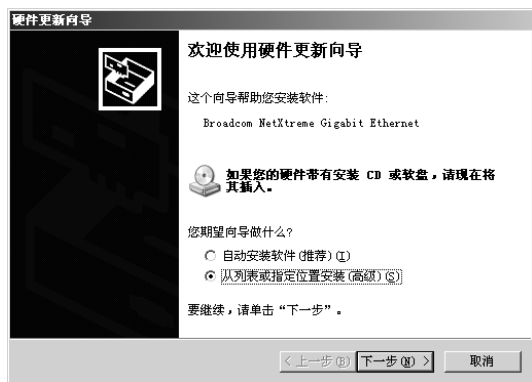 硬件更新向导
欢迎使用硬件更新向导
这个向导帮助您安装软件:
Broadcom NetXtreme Gigabit Ethernet
如果您的硬件带有安装 CD 或软盘，请现在将
其插入。
您期望向导做什么?
自动安装软件(推荐)(I)
从列表或指定位置安装(高级)(S)
要继续，请单击“下一步”。
< 上一步(B) 下一步(N) > 取消